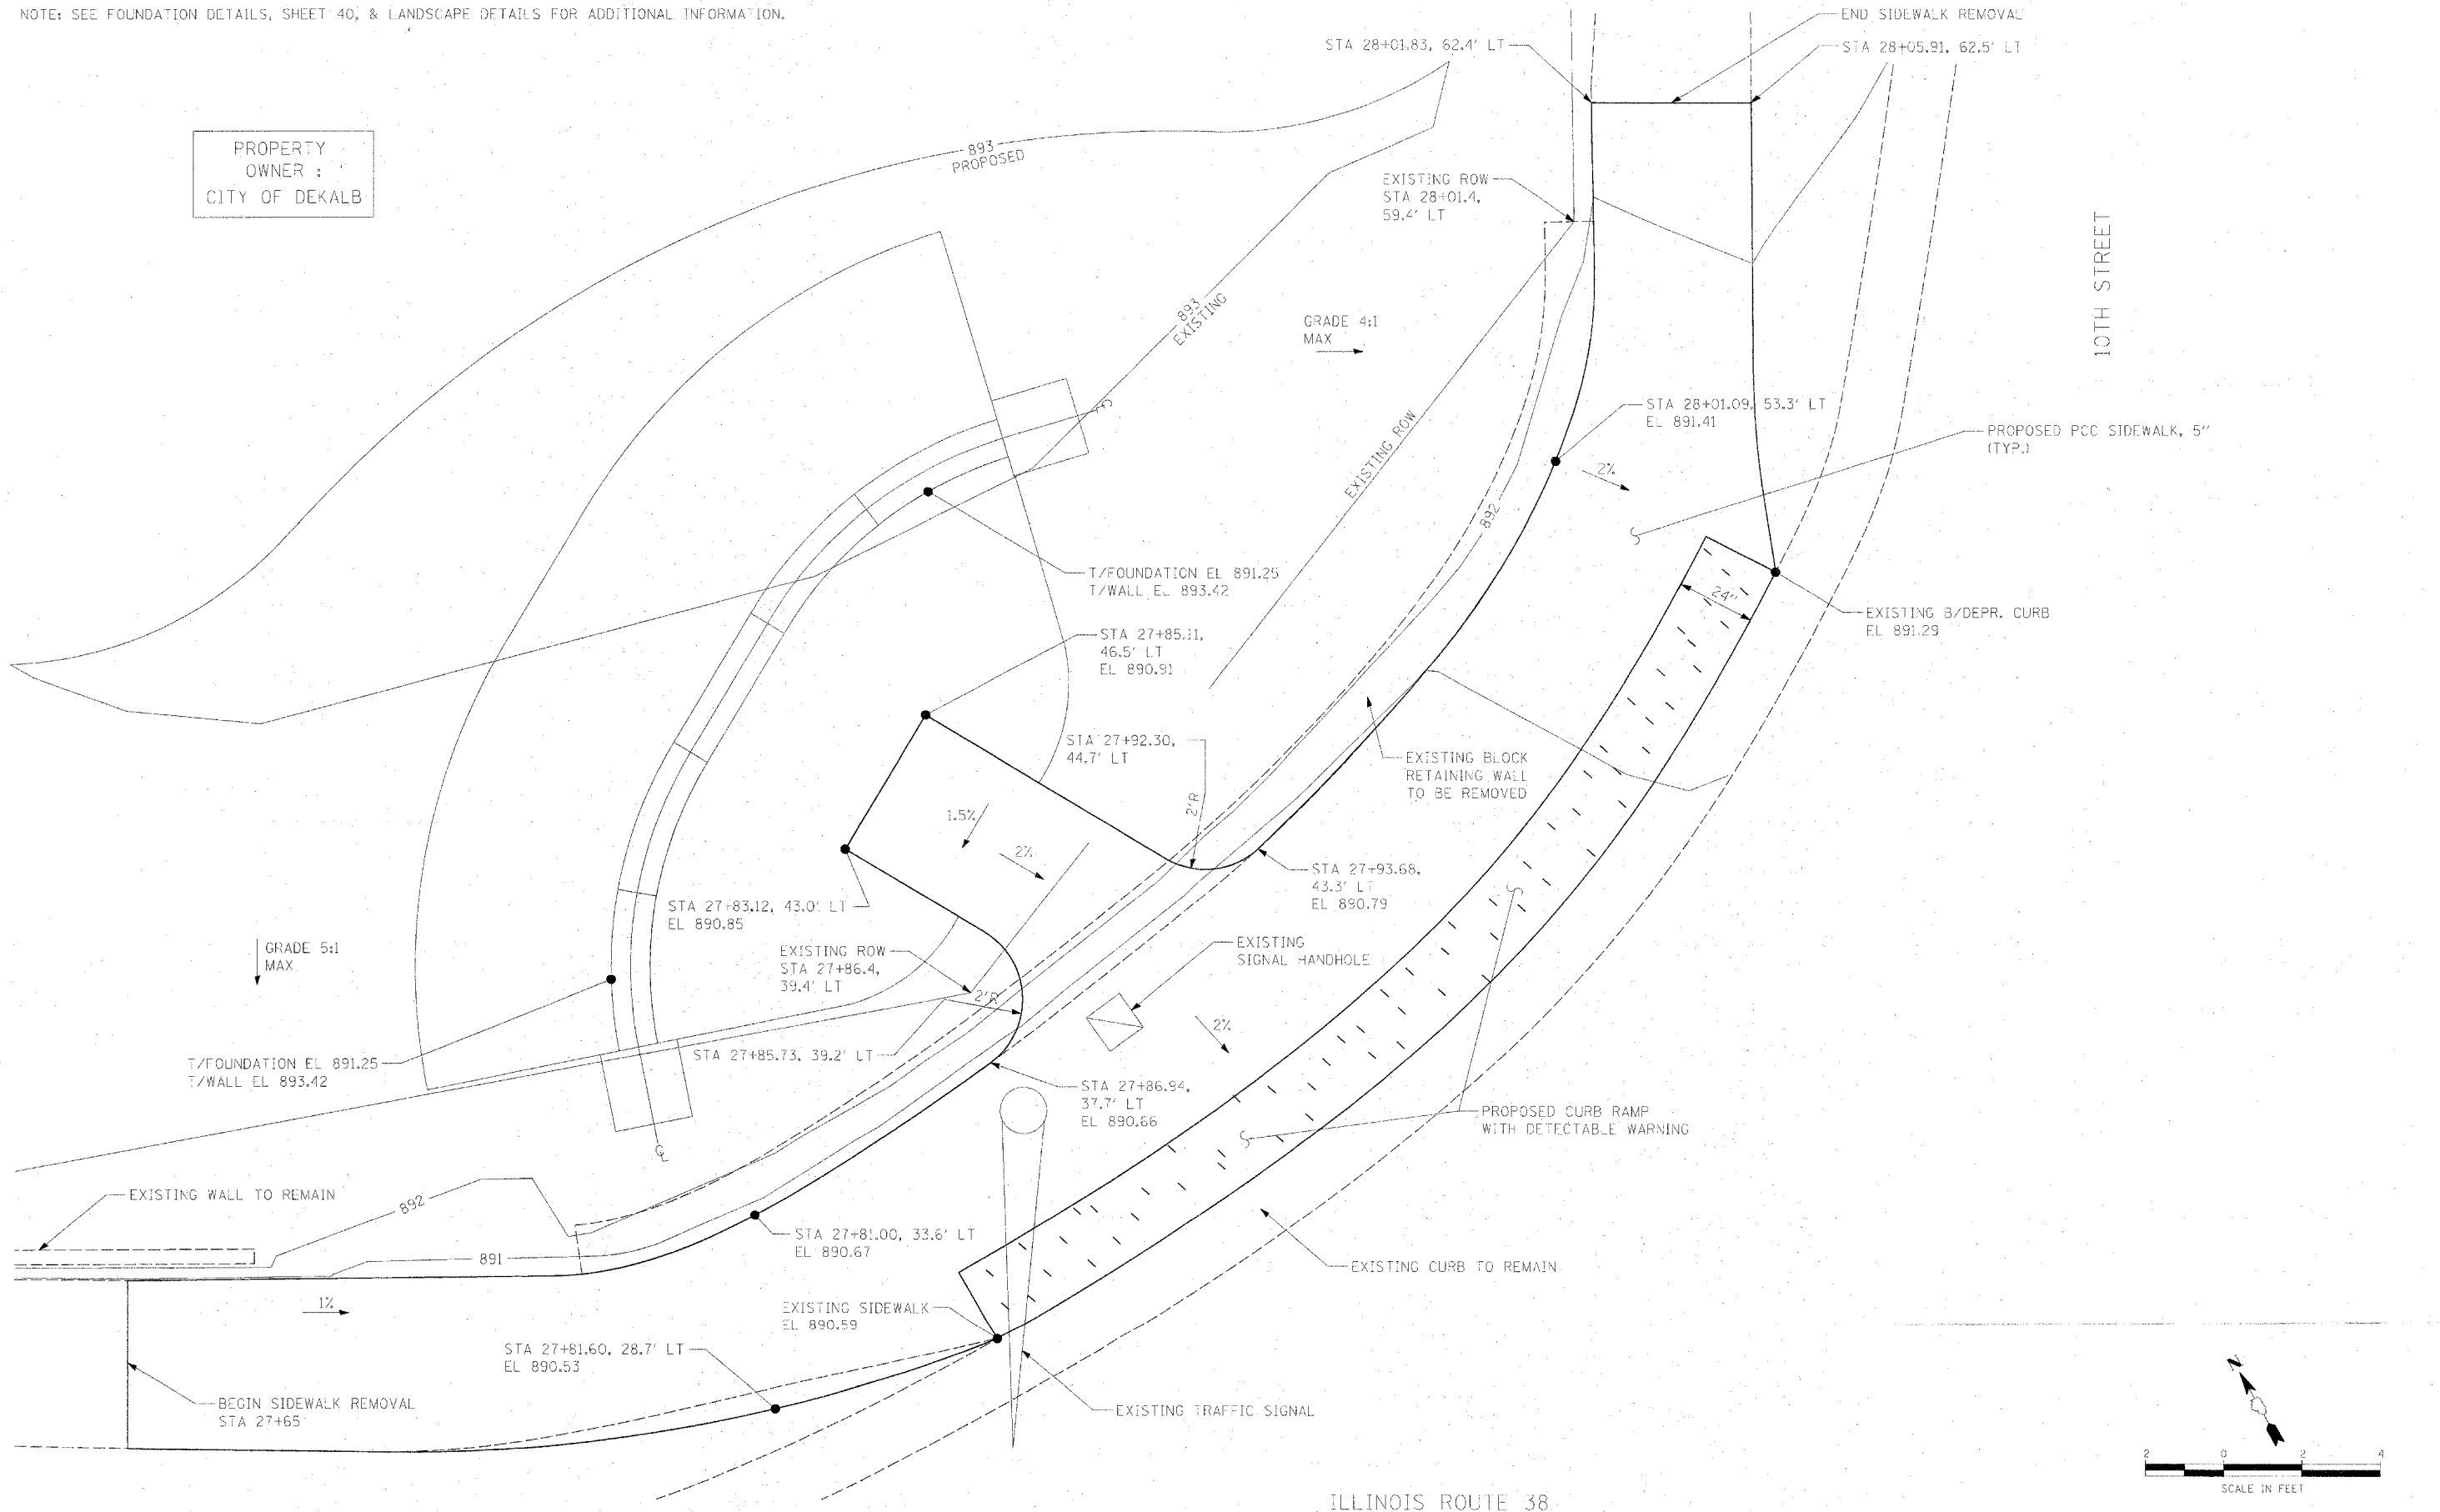 NOTE: SEE FOUNDATION DETAILS, SHEET 40, & LANDSCAPE DETAILS FOR ADDITIONAL INFORMATION.
END SIDEWALK REMOVAL
STA 28+01.83, 62.4' LT
STA 28+05.91, 62.5' LT
PROPERTY
OWNER :
CITY OF DEKALB
893
PROPOSED
EXISTING ROW
STA 28+01.4,
59.4' LT
10TH STREET
893
EXISTING
GRADE 4:1
MAX
STA 28+01.09, 53.3' LT
EL 891.41
EXISTING ROW
PROPOSED PCC SIDEWALK, 5"
(TYP.)
2%
892
T/FOUNDATION EL 891.25
T/WALL EL 893.42
24"
EXISTING B/DEPR. CURB
EL 891.29
STA 27+85.11,
46.5' LT
EL 890.91
STA 27+92.30,
44.7' LT
EXISTING BLOCK
RETAINING WALL
TO BE REMOVED
2'R
1.5%
2%
STA 27+93.68,
43.3' LT
EL 890.79
STA 27+83.12, 43.0' LT
EL 890.85
GRADE 5:1
MAX
EXISTING ROW
STA 27+86.4,
39.4' LT
EXISTING
SIGNAL HANDHOLE
2'R
2%
STA 27+85.73, 39.2' LT
T/FOUNDATION EL 891.25
T/WALL EL 893.42
STA 27+86.94,
37.7' LT
EL 890.66
PROPOSED CURB RAMP
WITH DETECTABLE WARNING
CL
EXISTING WALL TO REMAIN
892
STA 27+81.00, 33.6' LT
EL 890.67
891
EXISTING CURB TO REMAIN
1%
EXISTING SIDEWALK
EL 890.59
STA 27+81.60, 28.7' LT
EL 890.53
BEGIN SIDEWALK REMOVAL
STA 27+65
EXISTING TRAFFIC SIGNAL
N
2 0 2 4
SCALE IN FEET
ILLINOIS ROUTE 38